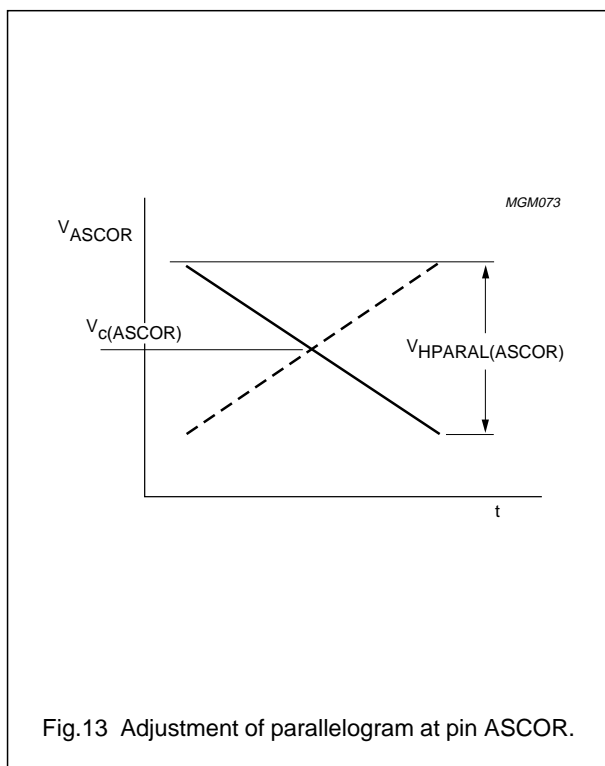 MGM073
VASCOR
Vc(ASCOR)
VHPARAL(ASCOR)
t
Fig.13 Adjustment of parallelogram at pin ASCOR.